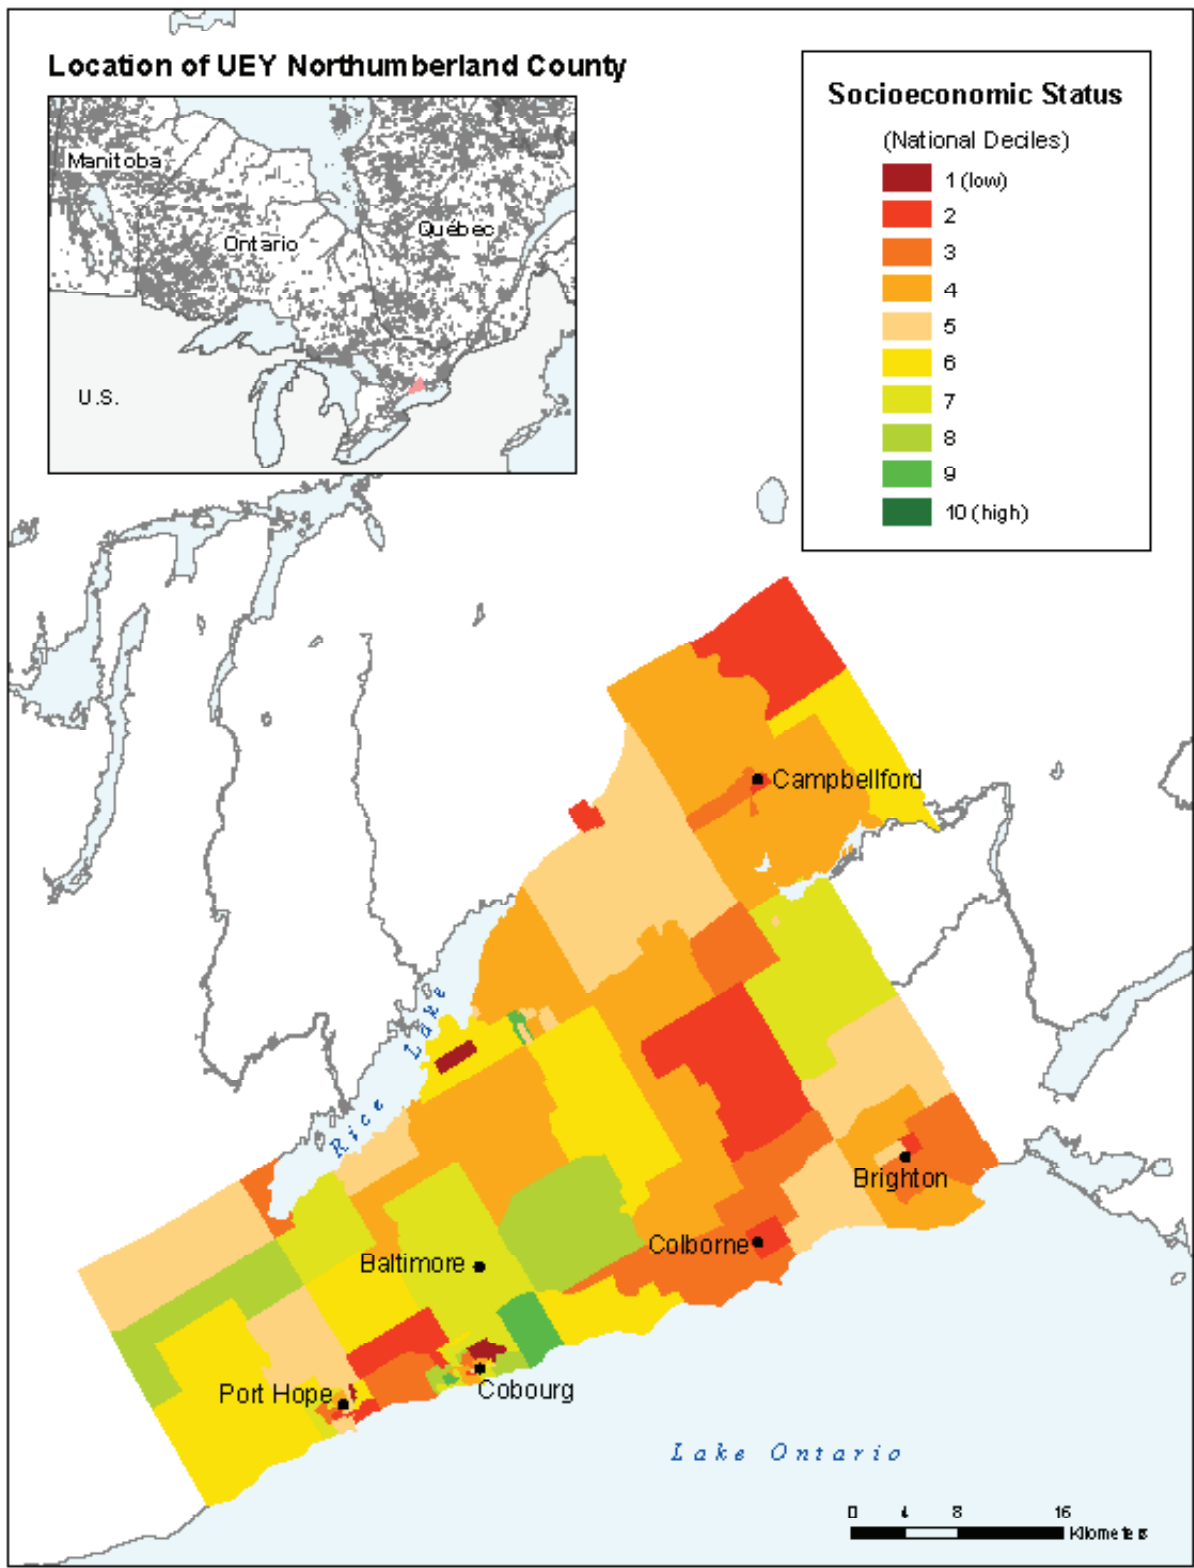 Location of UEY Northumberland County
Manitoba
Ontario
Québec
U.S.
Socioeconomic Status
(National Deciles)
1 (low)
2
3
4
5
6
7
8
9
10 (high)
Campbellford
Rice Lake
Brighton
Colborne
Baltimore
Port Hope
Cobourg
Lake Ontario
0 4 8 16
Kilometers